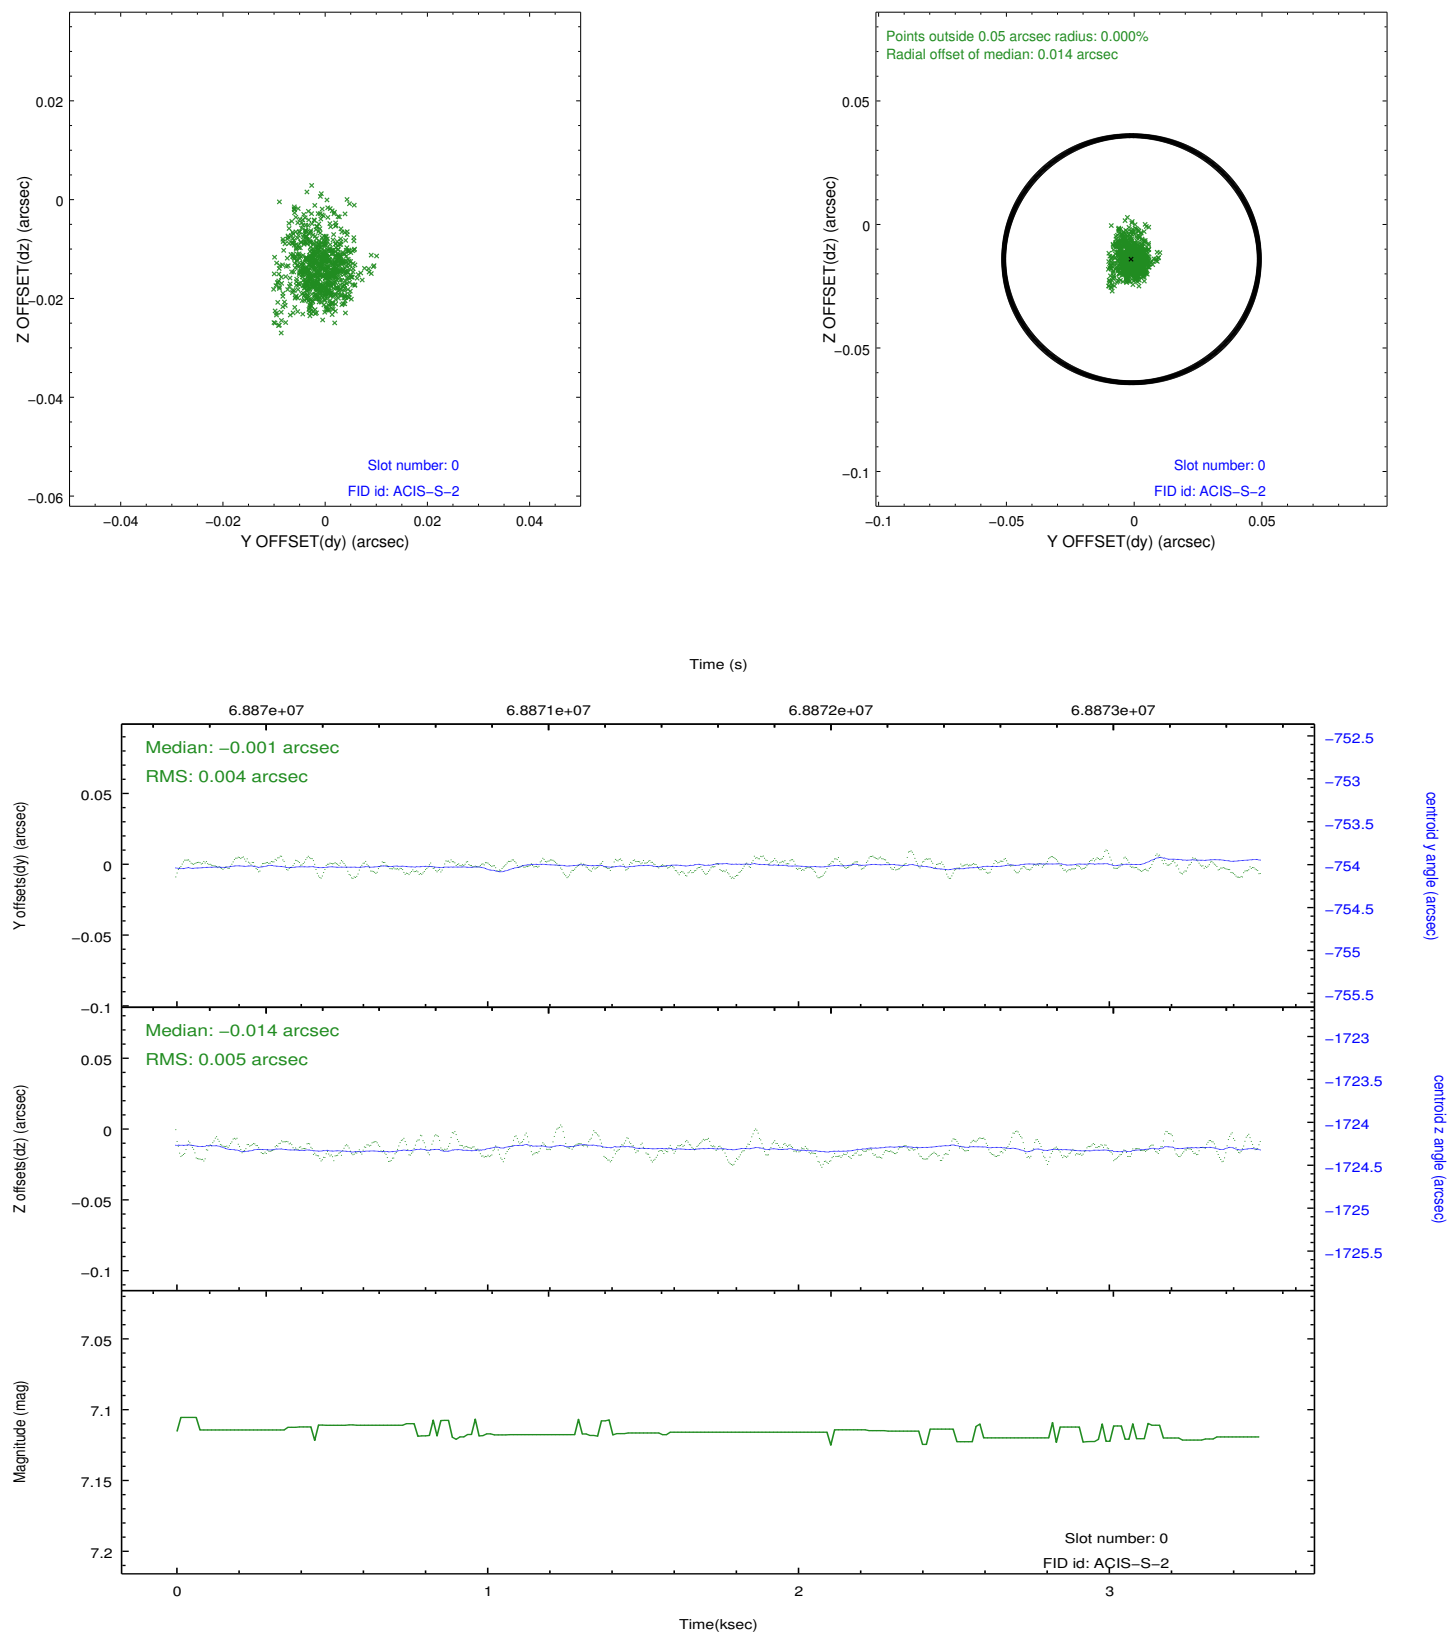 0.02
0
−0.02
−0.04
−0.06
Z OFFSET(dz) (arcsec)
−0.04
−0.02
0
0.02
0.04
Y OFFSET(dy) (arcsec)
Slot number: 0
FID id: ACIS−S−2
Points outside 0.05 arcsec radius: 0.000%
Radial offset of median: 0.014 arcsec
0.05
0
−0.05
−0.1
Z OFFSET(dz) (arcsec)
−0.1
−0.05
0
0.05
Y OFFSET(dy) (arcsec)
Slot number: 0
FID id: ACIS−S−2
Time (s)
6.887e+07
6.8871e+07
6.8872e+07
6.8873e+07
Median: −0.001 arcsec
RMS: 0.004 arcsec
0.05
0
−0.05
−0.1
Y offsets(dy) (arcsec)
−752.5
−753
−753.5
−754
−754.5
−755
−755.5
centroid y angle (arcsec)
Median: −0.014 arcsec
RMS: 0.005 arcsec
0.05
0
−0.05
−0.1
Z offsets(dz) (arcsec)
−1723
−1723.5
−1724
−1724.5
−1725
−1725.5
centroid z angle (arcsec)
7.05
7.1
7.15
7.2
Magnitude (mag)
Slot number: 0
FID id: ACIS−S−2
0
1
2
3
Time(ksec)